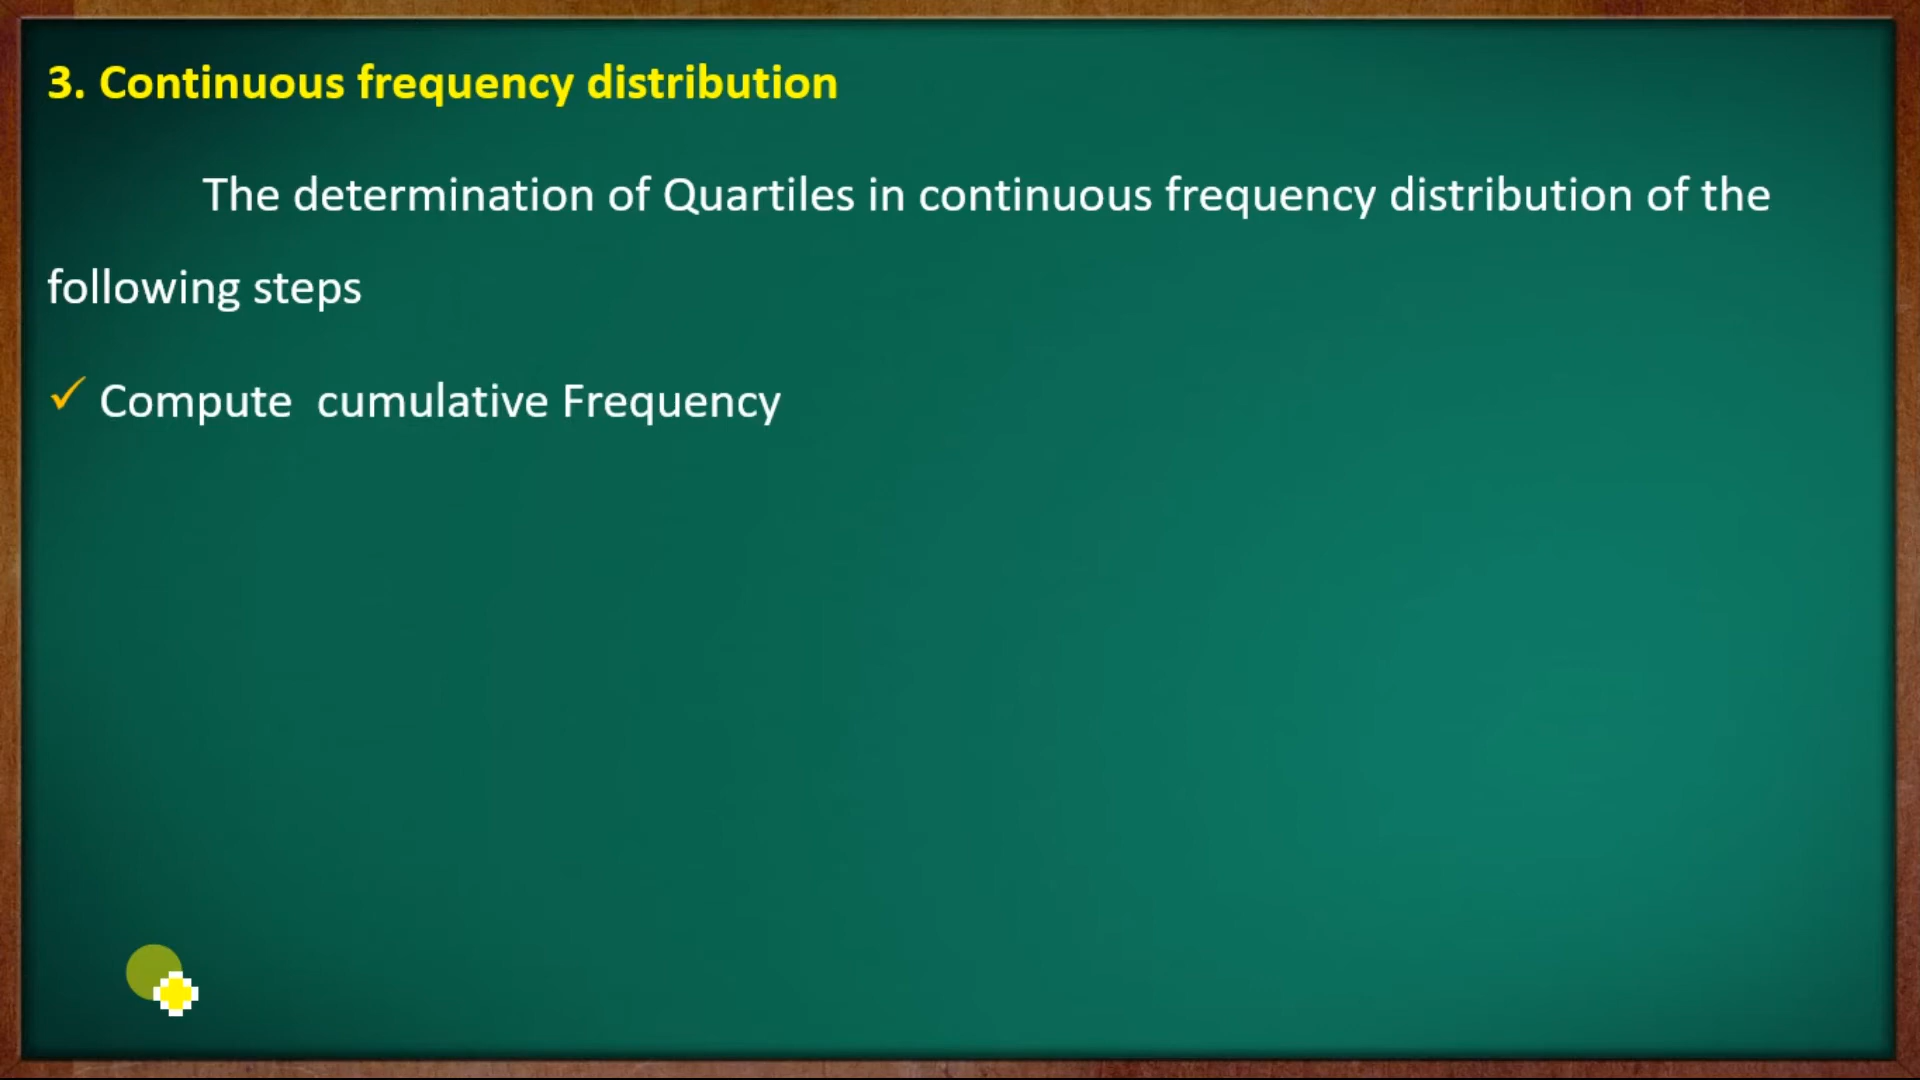 3. Continuous frequency distribution
The determination of Quartiles in continuous frequency distribution of the
following steps
✓ Compute cumulative Frequency